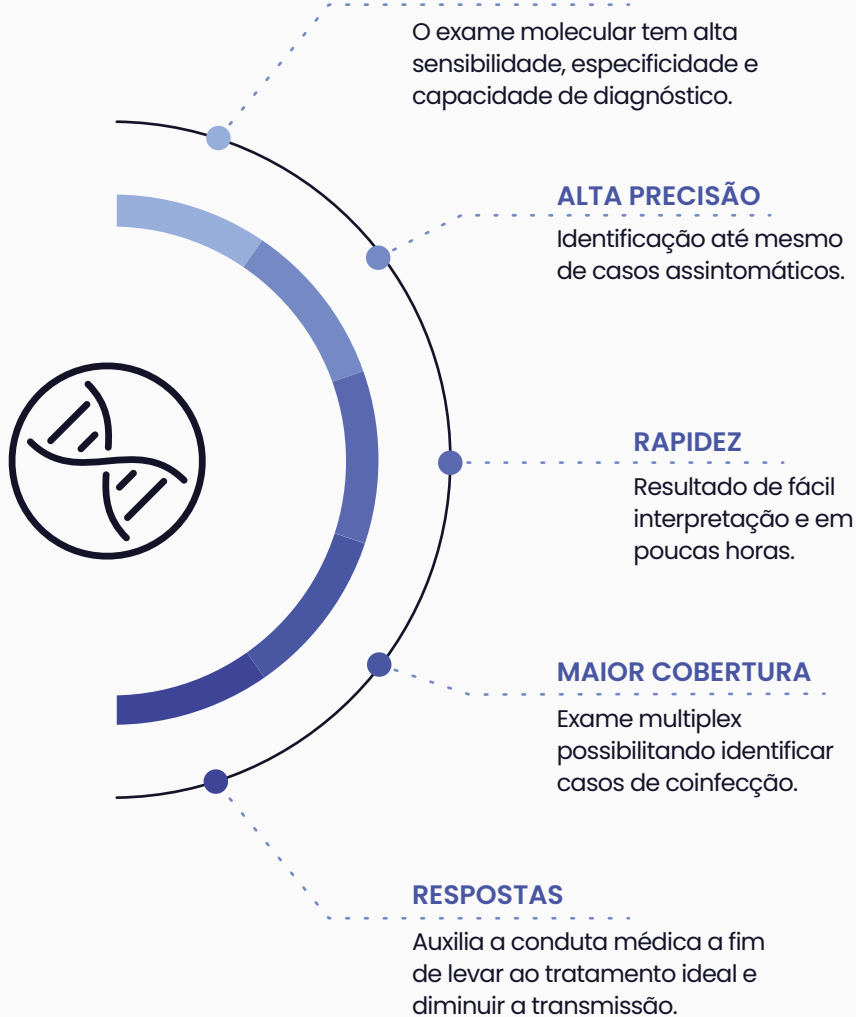 O exame molecular tem alta
sensibilidade, especificidade e
capacidade de diagnóstico.
ALTA PRECISÃO
Identificação até mesmo
de casos assintomáticos.
RAPIDEZ
Resultado de fácil
interpretação e em
poucas horas.
MAIOR COBERTURA
Exame multiplex
possibilitando identificar
casos de coinfecção.
RESPOSTAS
Auxilia a conduta médica a fim
de levar ao tratamento ideal e
diminuir a transmissão.